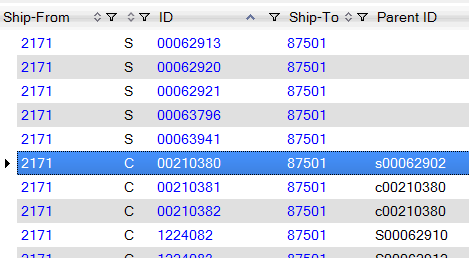 Ship-From ID Ship-To Parent ID
2171 S 00062913 87501
2171 S 00062920 87501
2171 S 00062921 87501
2171 S 00063796 87501
2171 S 00063941 87501
2171 C 00210380 87501 s00062902
2171 C 00210381 87501 c00210380
2171 C 00210382 87501 c00210380
2171 C 1224082 87501 S00062910
2171 C 1224083 87501 S00062912